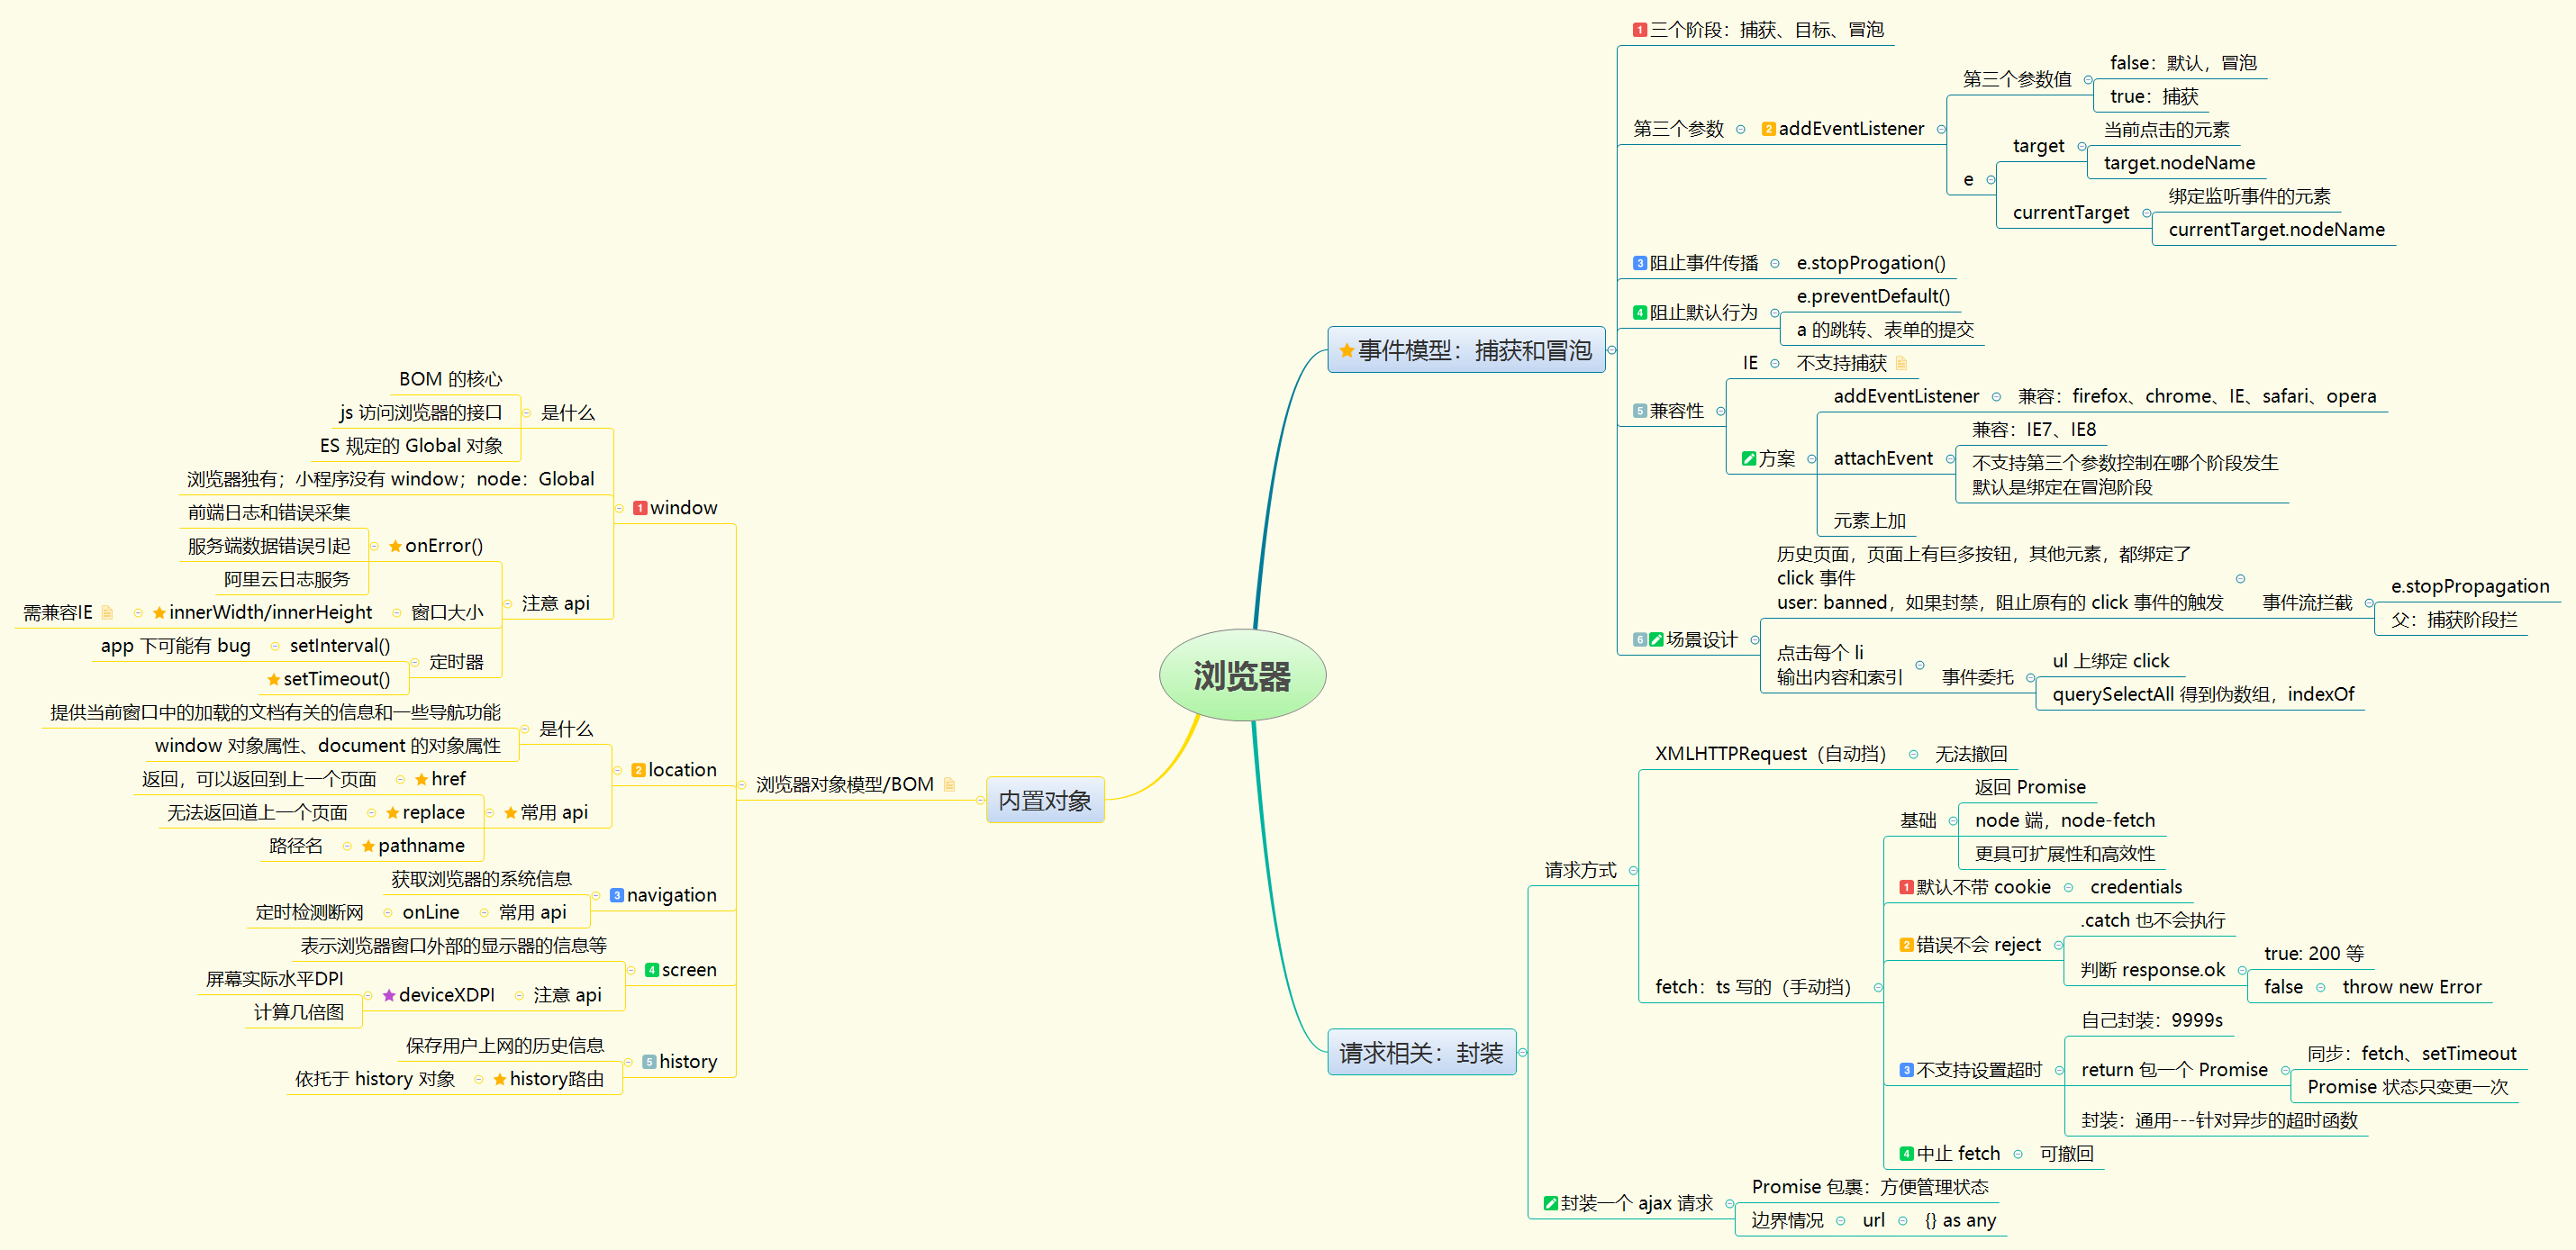 浏览器
事件模型：捕获和冒泡
1
三个阶段：捕获、目标、冒泡
第三个参数
2
addEventListener
第三个参数值
false：默认，冒泡
true：捕获
e
target
当前点击的元素
target.nodeName
currentTarget
绑定监听事件的元素
currentTarget.nodeName
3
阻止事件传播
e.stopProgation()
4
阻止默认行为
e.preventDefault()
a 的跳转、表单的提交
5
兼容性
IE
不支持捕获
方案
addEventListener
兼容：firefox、chrome、IE、safari、opera
attachEvent
兼容：IE7、IE8
不支持第三个参数控制在哪个阶段发生
默认是绑定在冒泡阶段
元素上加
6
场景设计
历史页面，页面上有巨多按钮，其他元素，都绑定了
click 事件
user: banned，如果封禁，阻止原有的 click 事件的触发
事件流拦截
e.stopPropagation
父：捕获阶段拦
点击每个 li
输出内容和索引
事件委托
ul 上绑定 click
querySelectAll 得到伪数组，indexOf
请求相关：封装
请求方式
XMLHTTPRequest（自动挡）
无法撤回
fetch：ts 写的（手动挡）
基础
返回 Promise
node 端，node-fetch
更具可扩展性和高效性
1
默认不带 cookie
credentials
2
错误不会 reject
.catch 也不会执行
判断 response.ok
true: 200 等
false
throw new Error
3
不支持设置超时
自己封装：9999s
return 包一个 Promise
同步：fetch、setTimeout
Promise 状态只变更一次
封装：通用---针对异步的超时函数
4
中止 fetch
可撤回
封装一个 ajax 请求
Promise 包裹：方便管理状态
边界情况
url
{} as any
内置对象
浏览器对象模型/BOM
1
window
是什么
BOM 的核心
js 访问浏览器的接口
ES 规定的 Global 对象
浏览器独有；小程序没有 window；node：Global
注意 api
onError()
前端日志和错误采集
服务端数据错误引起
阿里云日志服务
窗口大小
innerWidth/innerHeight
需兼容IE
定时器
setInterval()
app 下可能有 bug
setTimeout()
2
location
是什么
提供当前窗口中的加载的文档有关的信息和一些导航功能
window 对象属性、document 的对象属性
常用 api
href
返回，可以返回到上一个页面
replace
无法返回道上一个页面
pathname
路径名
3
navigation
获取浏览器的系统信息
常用 api
onLine
定时检测断网
4
screen
表示浏览器窗口外部的显示器的信息等
注意 api
deviceXDPI
屏幕实际水平DPI
计算几倍图
5
history
保存用户上网的历史信息
history路由
依托于 history 对象